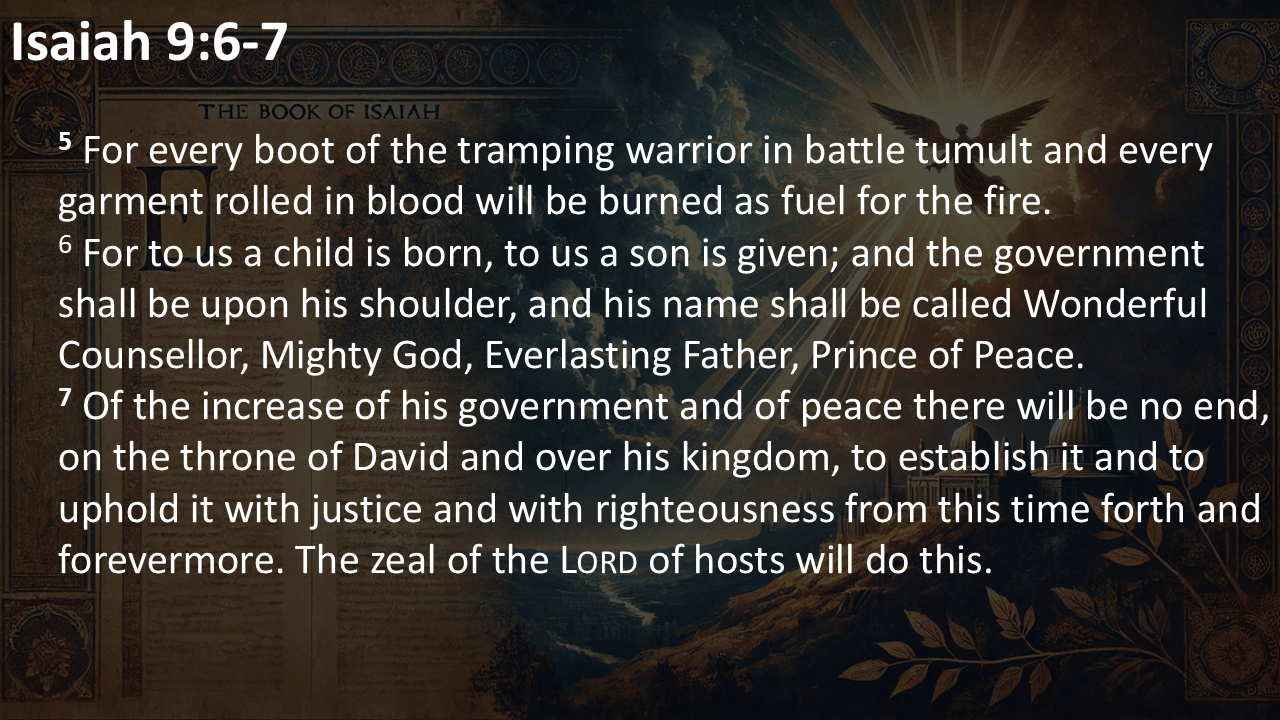 Isaiah 9:6-7
THE BOOK OF ISAIAH
5 For every boot of the tramping warrior in battle tumult and every
garment rolled in blood will be burned as fuel for the fire.
6 For to us a child is born, to us a son is given; and the government
shall be upon his shoulder, and his name shall be called Wonderful
Counsellor, Mighty God, Everlasting Father, Prince of Peace.
7 Of the increase of his government and of peace there will be no end,
on the throne of David and over his kingdom, to establish it and to
uphold it with justice and with righteousness from this time forth and
forevermore. The zeal of the LORD of hosts will do this.